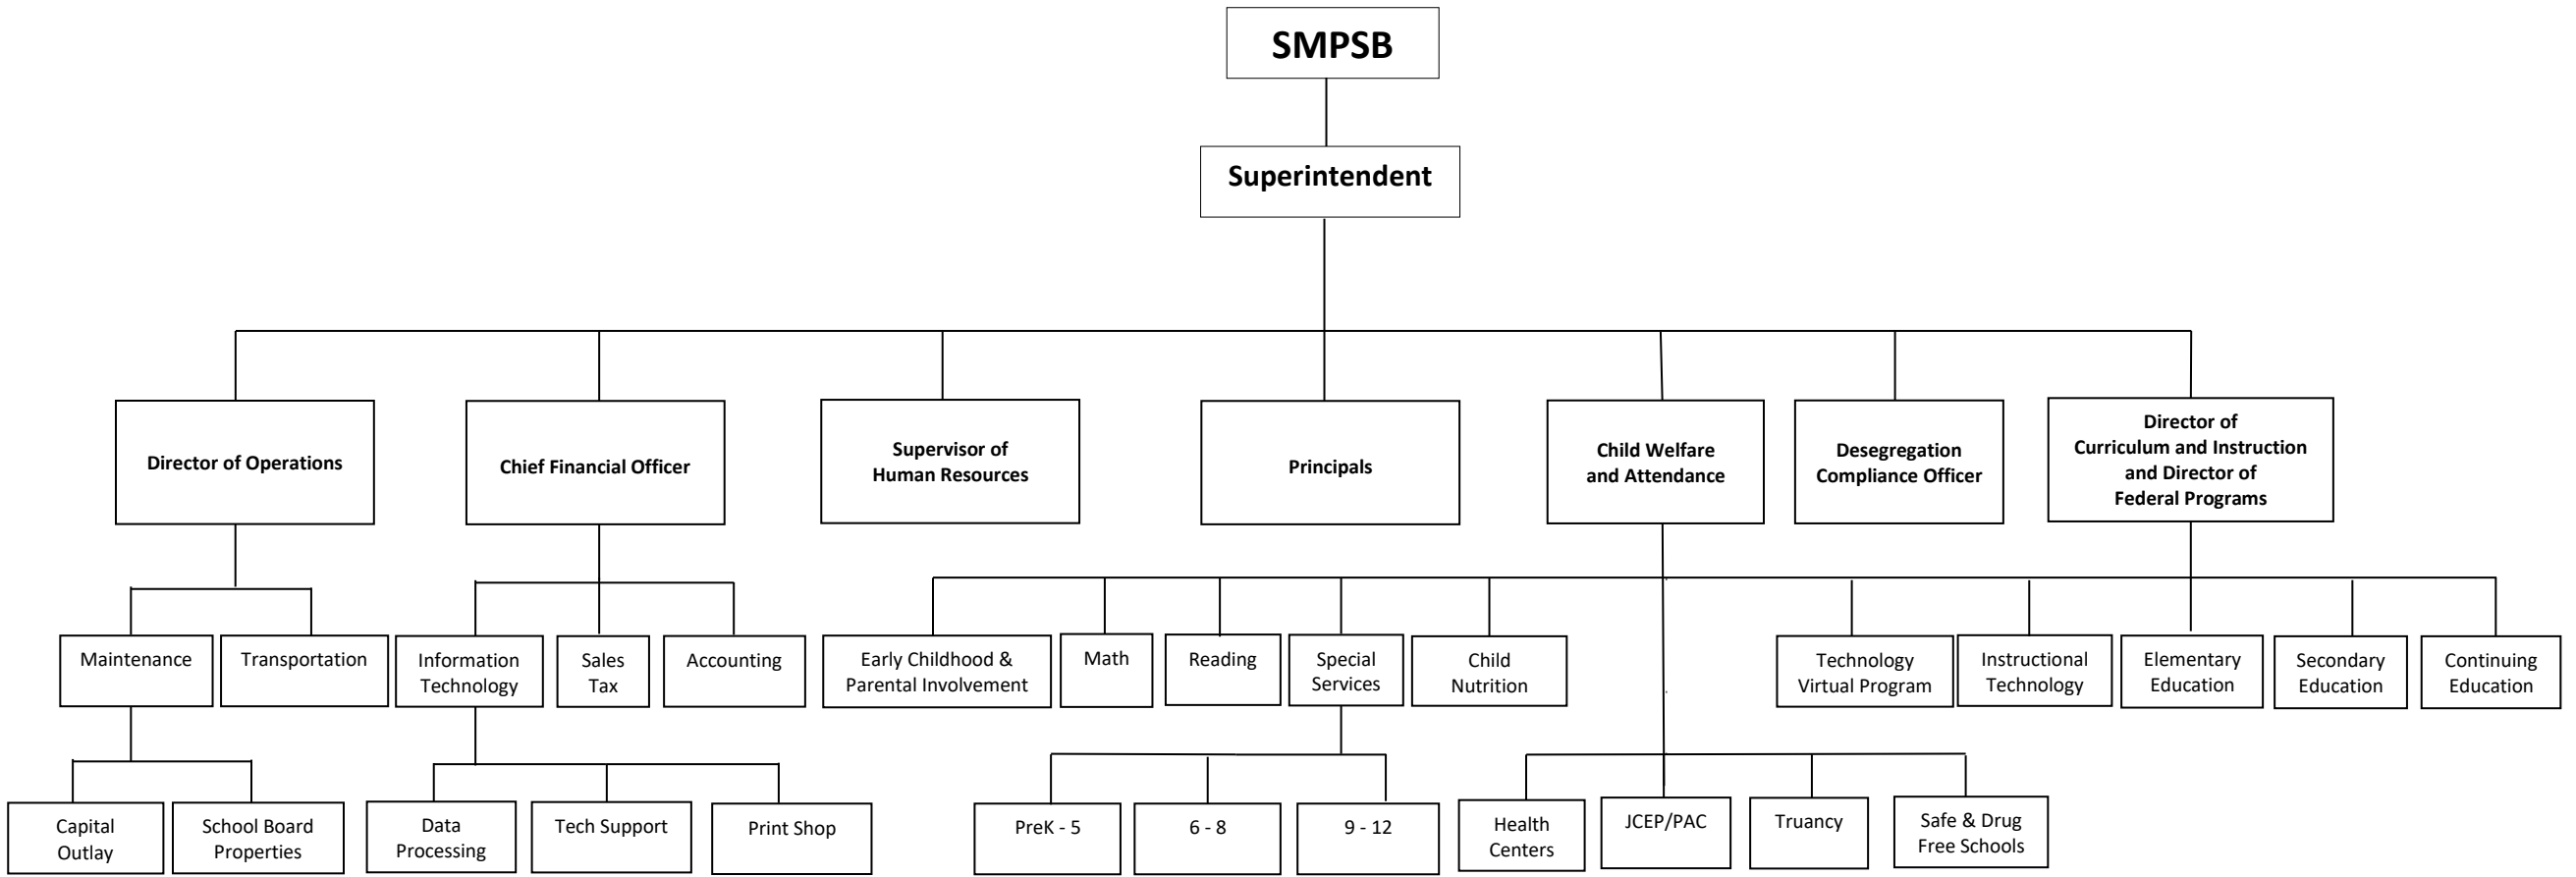 SMPSB
Superintendent
Director of Operations
Chief Financial Officer
Supervisor of
Human Resources
Principals
Child Welfare
and Attendance
Desegregation
Compliance Officer
Director of
Curriculum and Instruction
and Director of
Federal Programs
Maintenance
Transportation
Information
Technology
Sales
Tax
Accounting
Early Childhood &
Parental Involvement
Math
Reading
Special
Services
Child
Nutrition
Technology
Virtual Program
Instructional
Technology
Elementary
Education
Secondary
Education
Continuing
Education
Capital
Outlay
School Board
Properties
Data
Processing
Tech Support
Print Shop
PreK - 5
6 - 8
9 - 12
Health
Centers
JCEP/PAC
Truancy
Safe & Drug
Free Schools